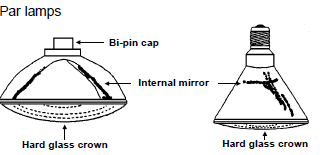 Par lamps
Bi-pin cap
Internal mirror
Hard glass crown
Hard glass crown